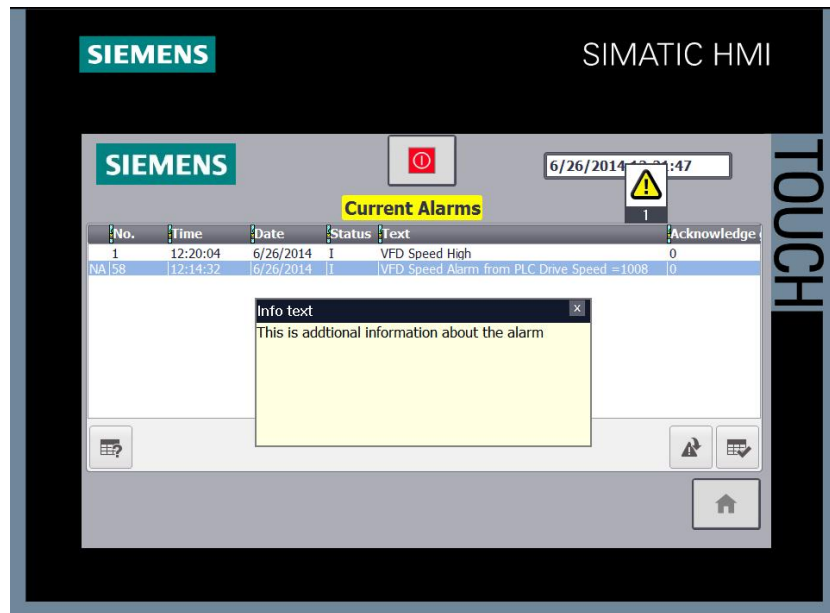 SIEMENS
SIMATIC HMI
TOUCH
SIEMENS
6/26/2014 :47
1
Current Alarms
No. Time Date Status Text Acknowledge
1 12:20:04 6/26/2014 I VFD Speed High 0
NA 58 12:14:32 6/26/2014 I VFD Speed Alarm from PLC Drive Speed =1008 0
Info text x
This is addtional information about the alarm